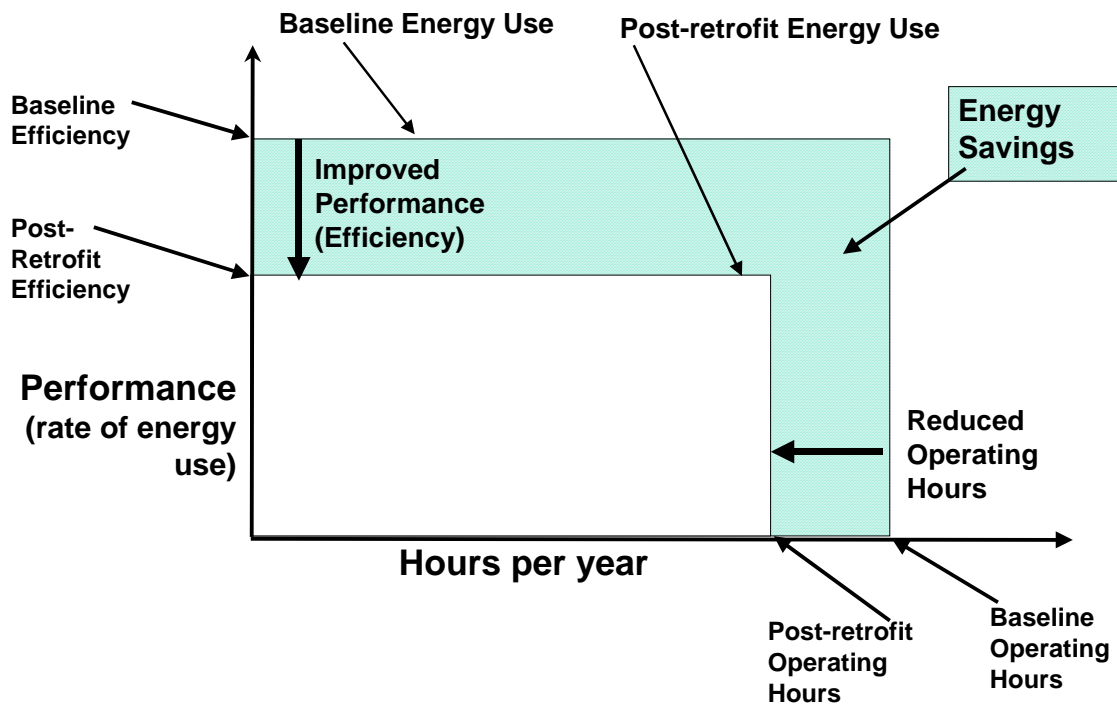 Baseline Energy Use
Post-retrofit Energy Use
Baseline
Efficiency
Energy
Savings
Improved
Performance
(Efficiency)
Post-
Retrofit
Efficiency
Performance
(rate of energy
use)
Reduced
Operating
Hours
Hours per year
Post-retrofit
Operating
Hours
Baseline
Operating
Hours